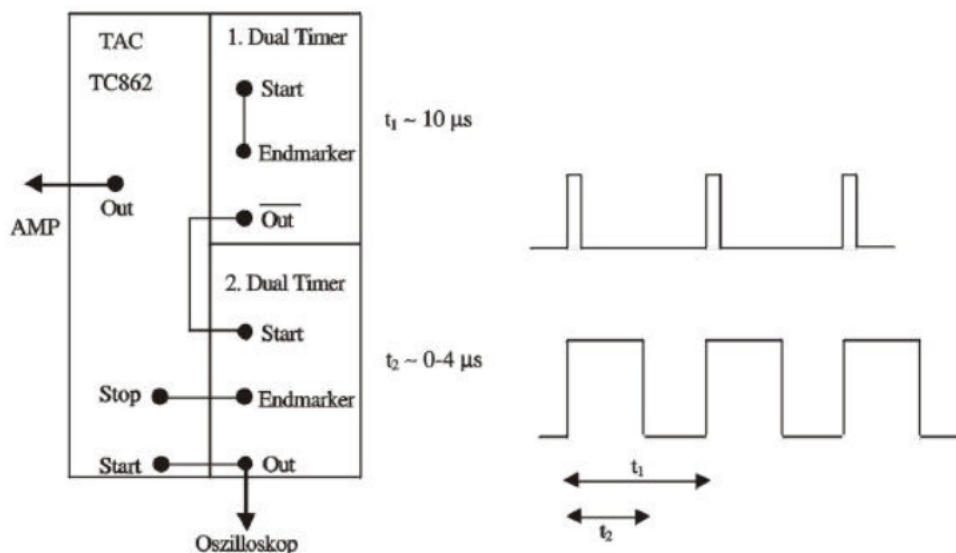 TAC
TC862
1. Dual Timer
Start
Endmarker
Out
Out
AMP
2. Dual Timer
Start
Stop
Endmarker
Start
Out
Oszilloskop
t₁ ~ 10 µs
t₂ ~ 0-4 µs
t₁
t₂